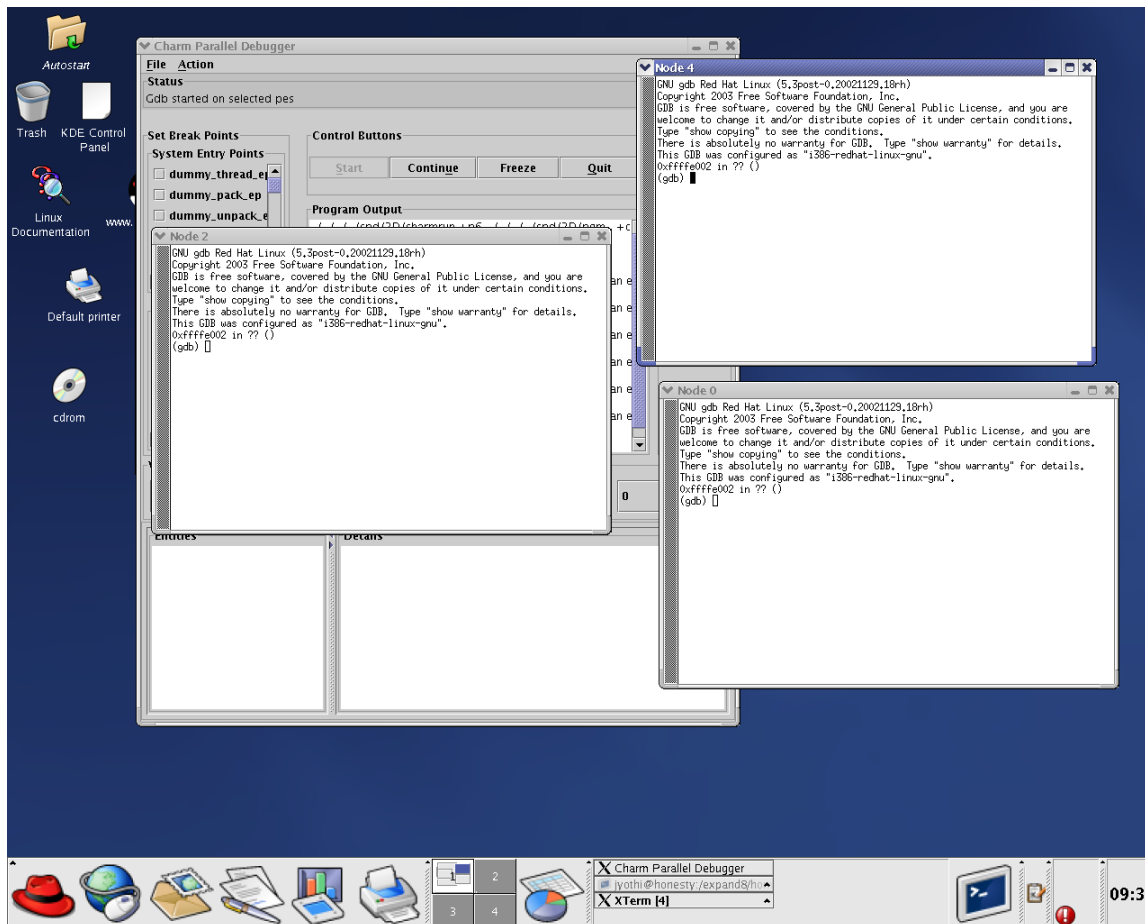 Autostart
Trash
KDE Control Panel
Linux Documentation
www.
Default printer
cdrom
Charm Parallel Debugger
File Action
Status
Gdb started on selected pes
Set Break Points
System Entry Points
dummy_thread_ep
dummy_pack_ep
dummy_unpack_e
Control Buttons
Start Continue Freeze Quit
Program Output
an e
an e
an e
an e
an e
an e
0
Entities
Details
Node 2
GNU gdb Red Hat Linux (5.3post-0.20021129.18rh)
Copyright 2003 Free Software Foundation, Inc.
GDB is free software, covered by the GNU General Public License, and you are
welcome to change it and/or distribute copies of it under certain conditions.
Type "show copying" to see the conditions.
There is absolutely no warranty for GDB.  Type "show warranty" for details.
This GDB was configured as "i386-redhat-linux-gnu".
0xffffe002 in ?? ()
(gdb)
Node 4
GNU gdb Red Hat Linux (5.3post-0.20021129.18rh)
Copyright 2003 Free Software Foundation, Inc.
GDB is free software, covered by the GNU General Public License, and you are
welcome to change it and/or distribute copies of it under certain conditions.
Type "show copying" to see the conditions.
There is absolutely no warranty for GDB.  Type "show warranty" for details.
This GDB was configured as "i386-redhat-linux-gnu".
0xffffe002 in ?? ()
(gdb)
Node 0
GNU gdb Red Hat Linux (5.3post-0.20021129.18rh)
Copyright 2003 Free Software Foundation, Inc.
GDB is free software, covered by the GNU General Public License, and you are
welcome to change it and/or distribute copies of it under certain conditions.
Type "show copying" to see the conditions.
There is absolutely no warranty for GDB.  Type "show warranty" for details.
This GDB was configured as "i386-redhat-linux-gnu".
0xffffe002 in ?? ()
(gdb)
1 2
3 4
Charm Parallel Debugger
jyothi@honesty:/expand8/ho
XTerm [4]
09:3